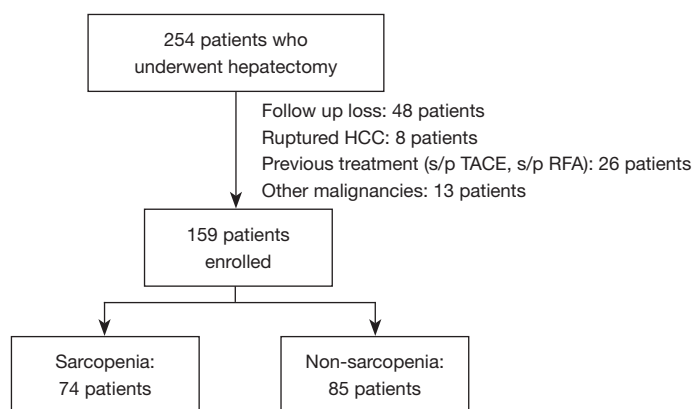 254 patients who
underwent hepatectomy
Follow up loss: 48 patients
Ruptured HCC: 8 patients
Previous treatment (s/p TACE, s/p RFA): 26 patients
Other malignancies: 13 patients
159 patients
enrolled
Sarcopenia:
74 patients
Non-sarcopenia:
85 patients